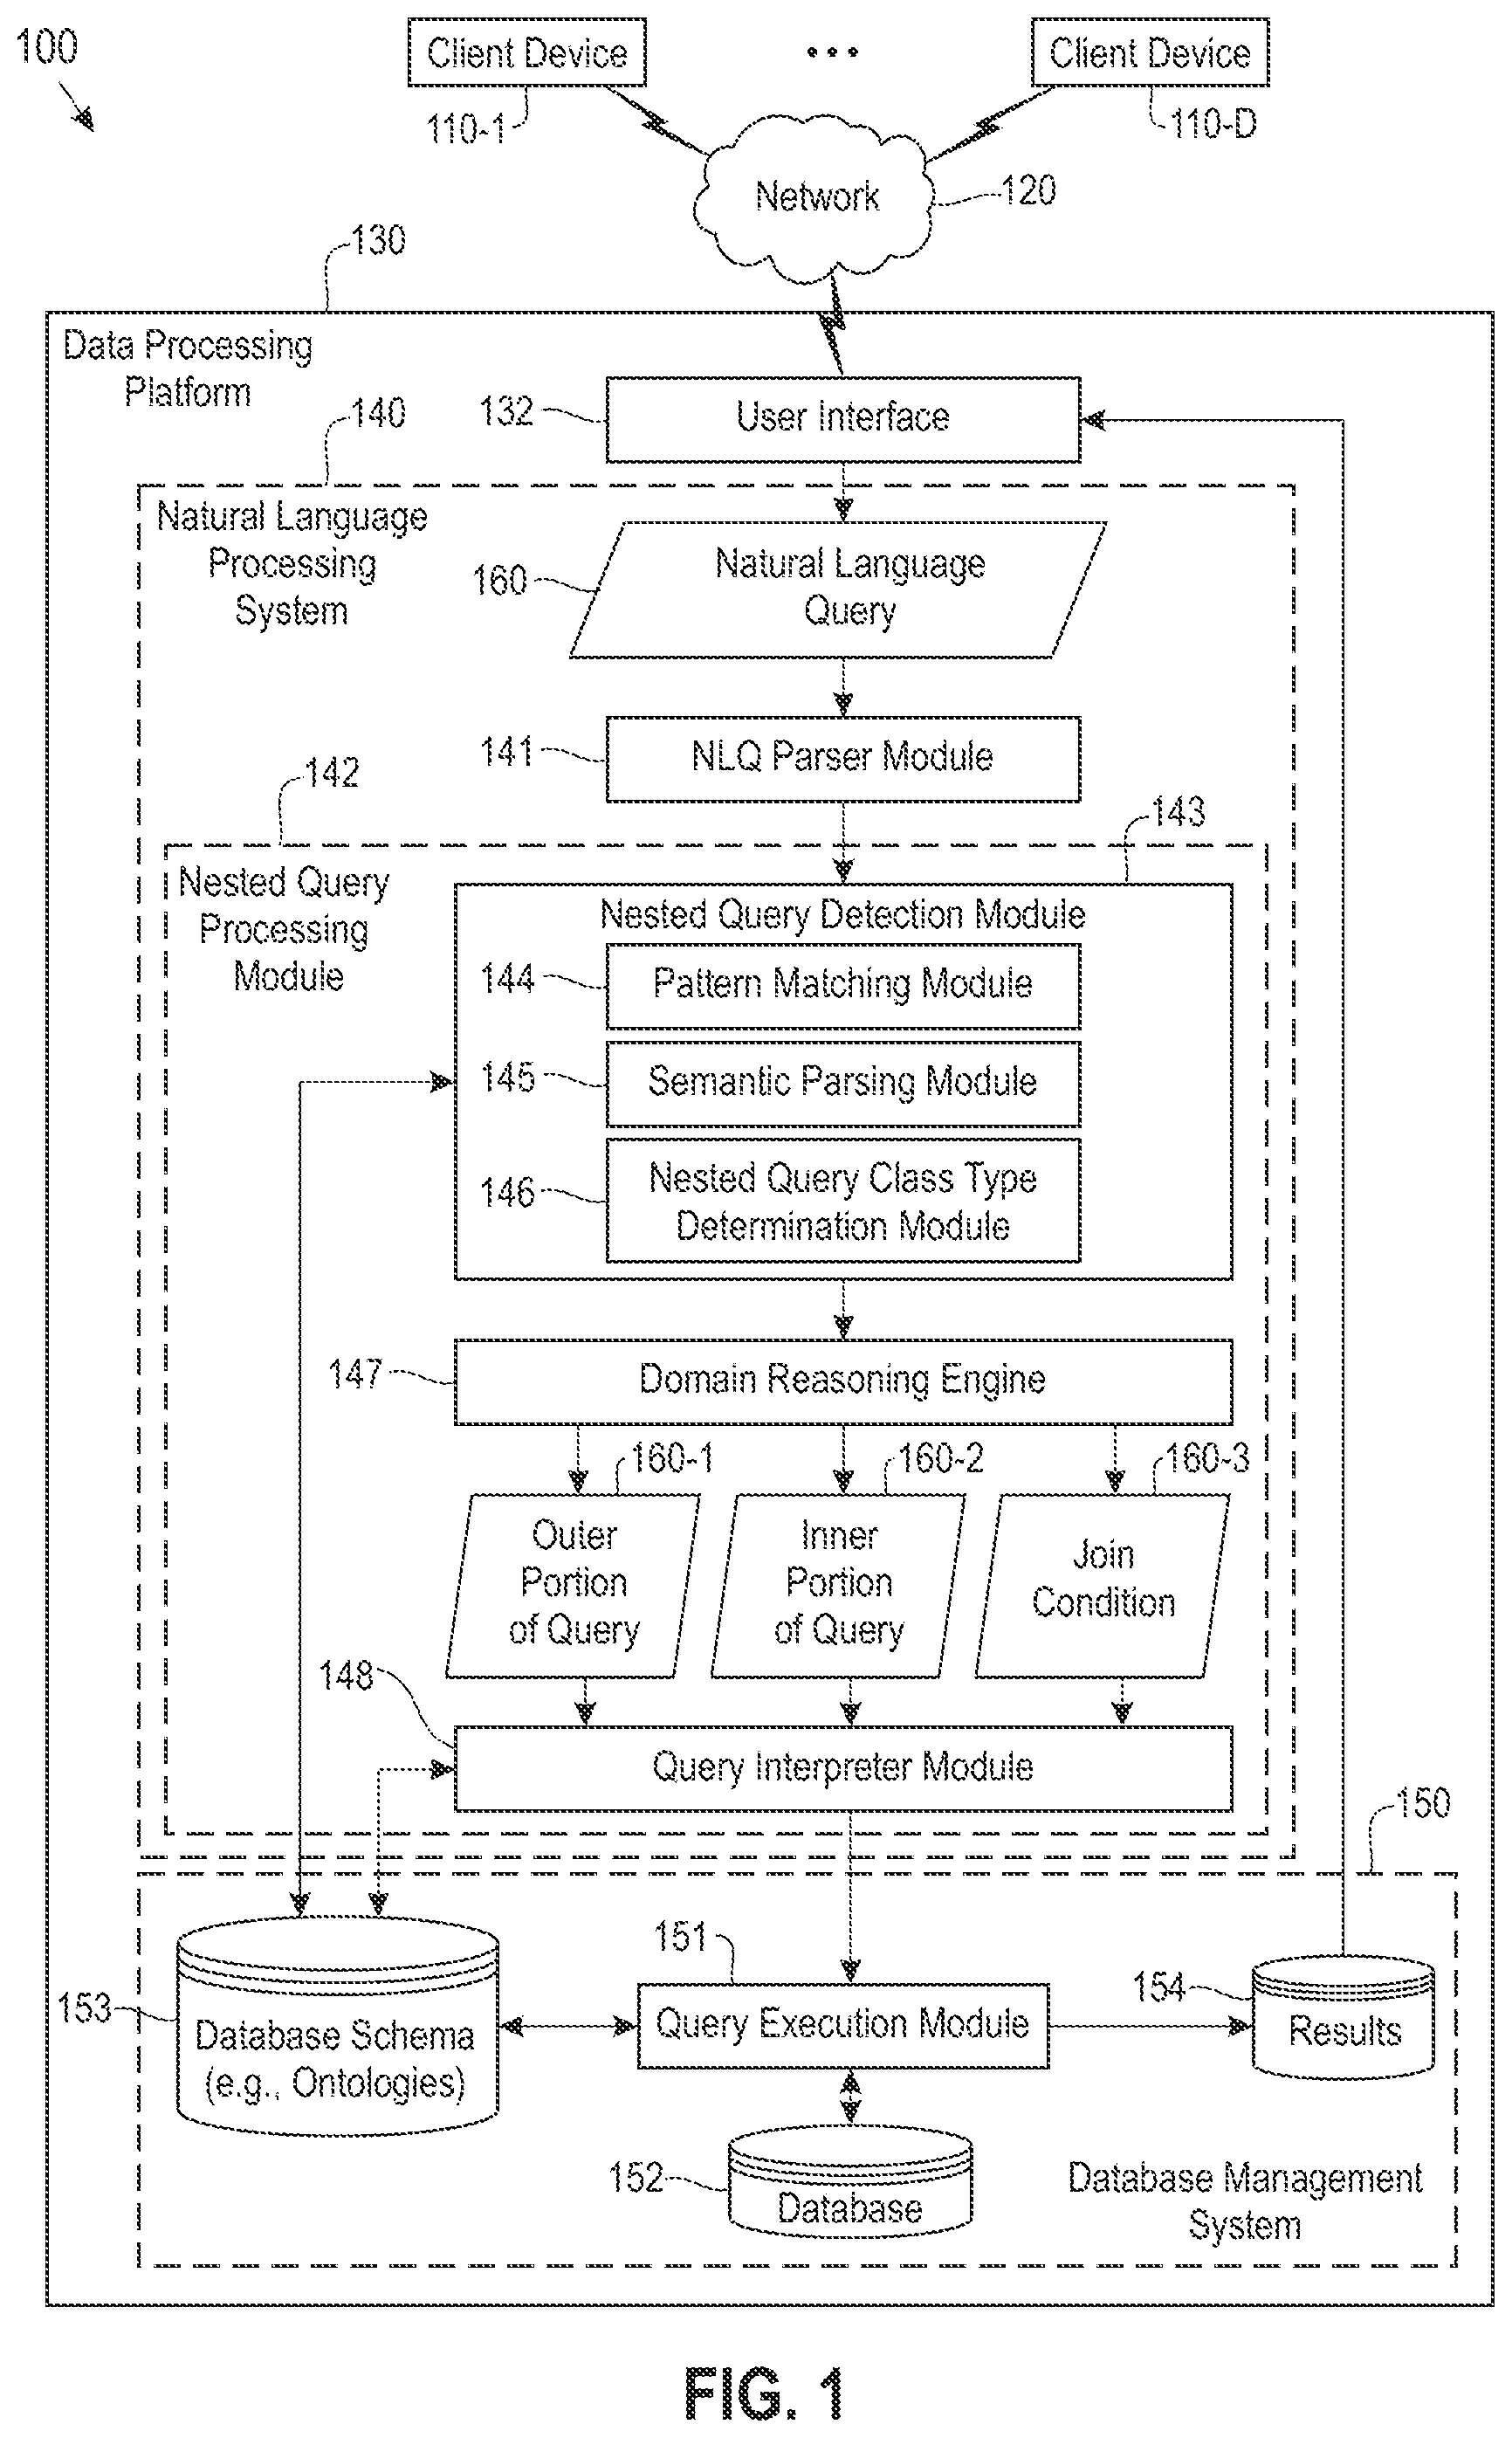 100
Client Device
...
Client Device
110-1
110-D
Network
120
130
Data Processing
Platform
132
User Interface
140
Natural Language
Processing
System
160
Natural Language
Query
141
NLQ Parser Module
142
143
Nested Query
Processing
Module
Nested Query Detection Module
144
Pattern Matching Module
145
Semantic Parsing Module
146
Nested Query Class Type
Determination Module
147
Domain Reasoning Engine
160-1
160-2
160-3
Outer
Portion
of Query
Inner
Portion
of Query
Join
Condition
148
Query Interpreter Module
150
151
153
Database Schema
(e.g., Ontologies)
Query Execution Module
154
Results
152
Database
Database Management
System
FIG. 1